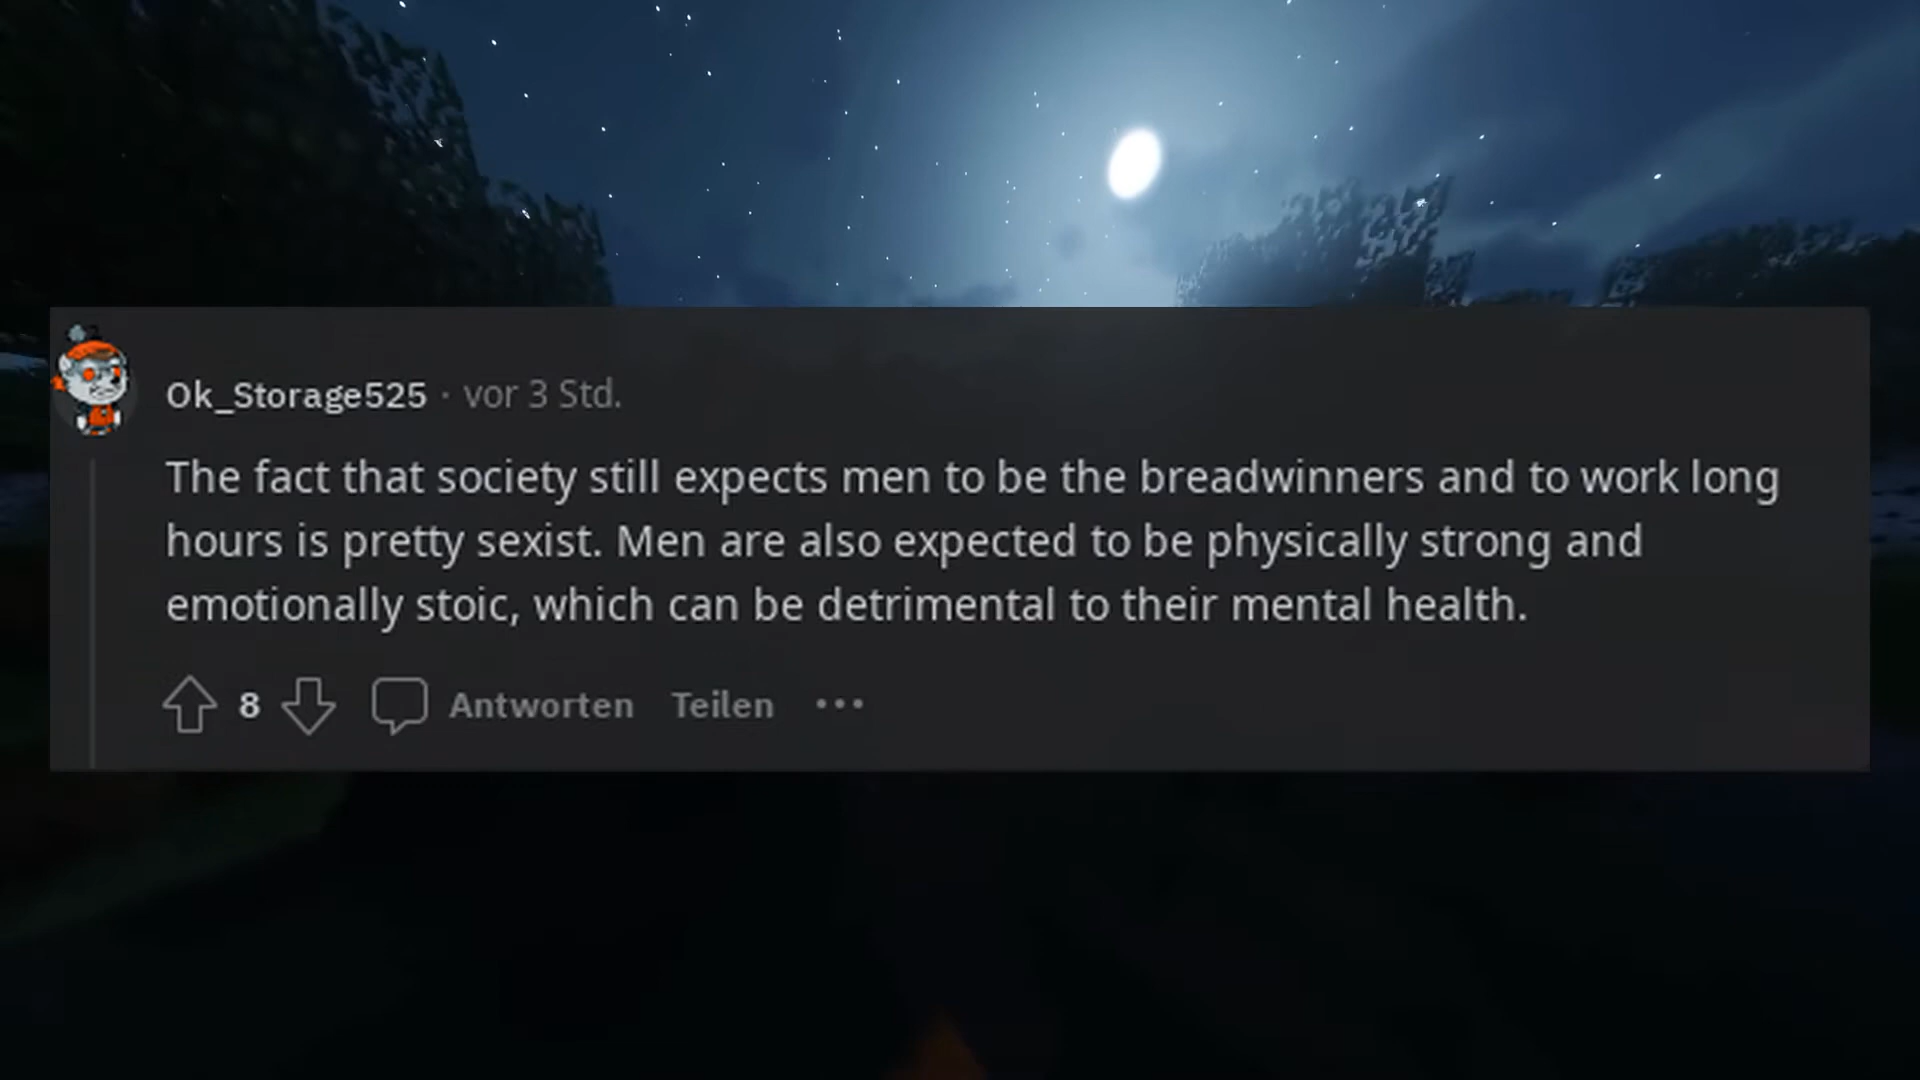 Ok_Storage525 · vor 3 Std.
The fact that society still expects men to be the breadwinners and to work long
hours is pretty sexist. Men are also expected to be physically strong and
emotionally stoic, which can be detrimental to their mental health.
8 Antworten Teilen •••